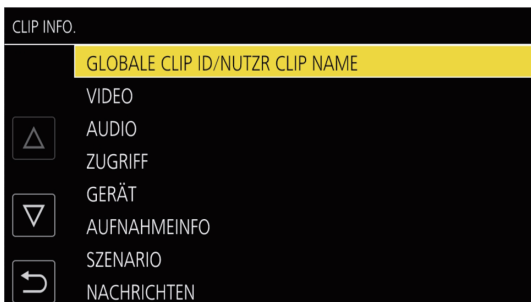 CLIP INFO.
GLOBALE CLIP ID/NUTZR CLIP NAME
VIDEO
AUDIO
ZUGRIFF
GERÄT
AUFNAHMEINFO
SZENARIO
NACHRICHTEN